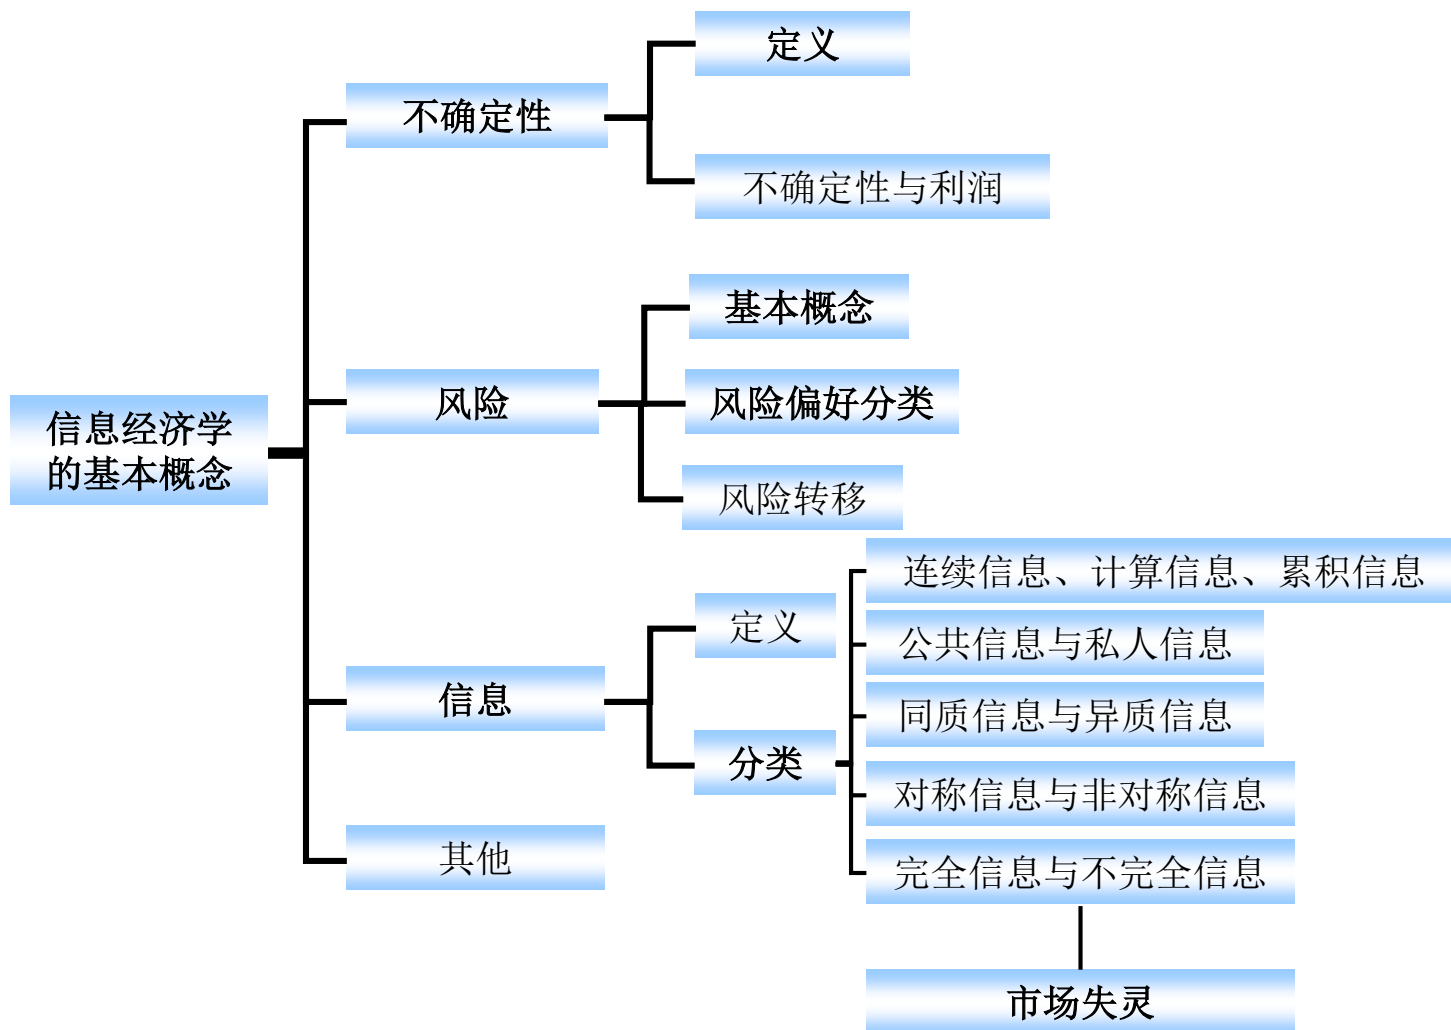 定义
不确定性
不确定性与利润
基本概念
风险
风险偏好分类
信息经济学
的基本概念
风险转移
连续信息、计算信息、累积信息
定义
公共信息与私人信息
信息
同质信息与异质信息
分类
对称信息与非对称信息
其他
完全信息与不完全信息
市场失灵